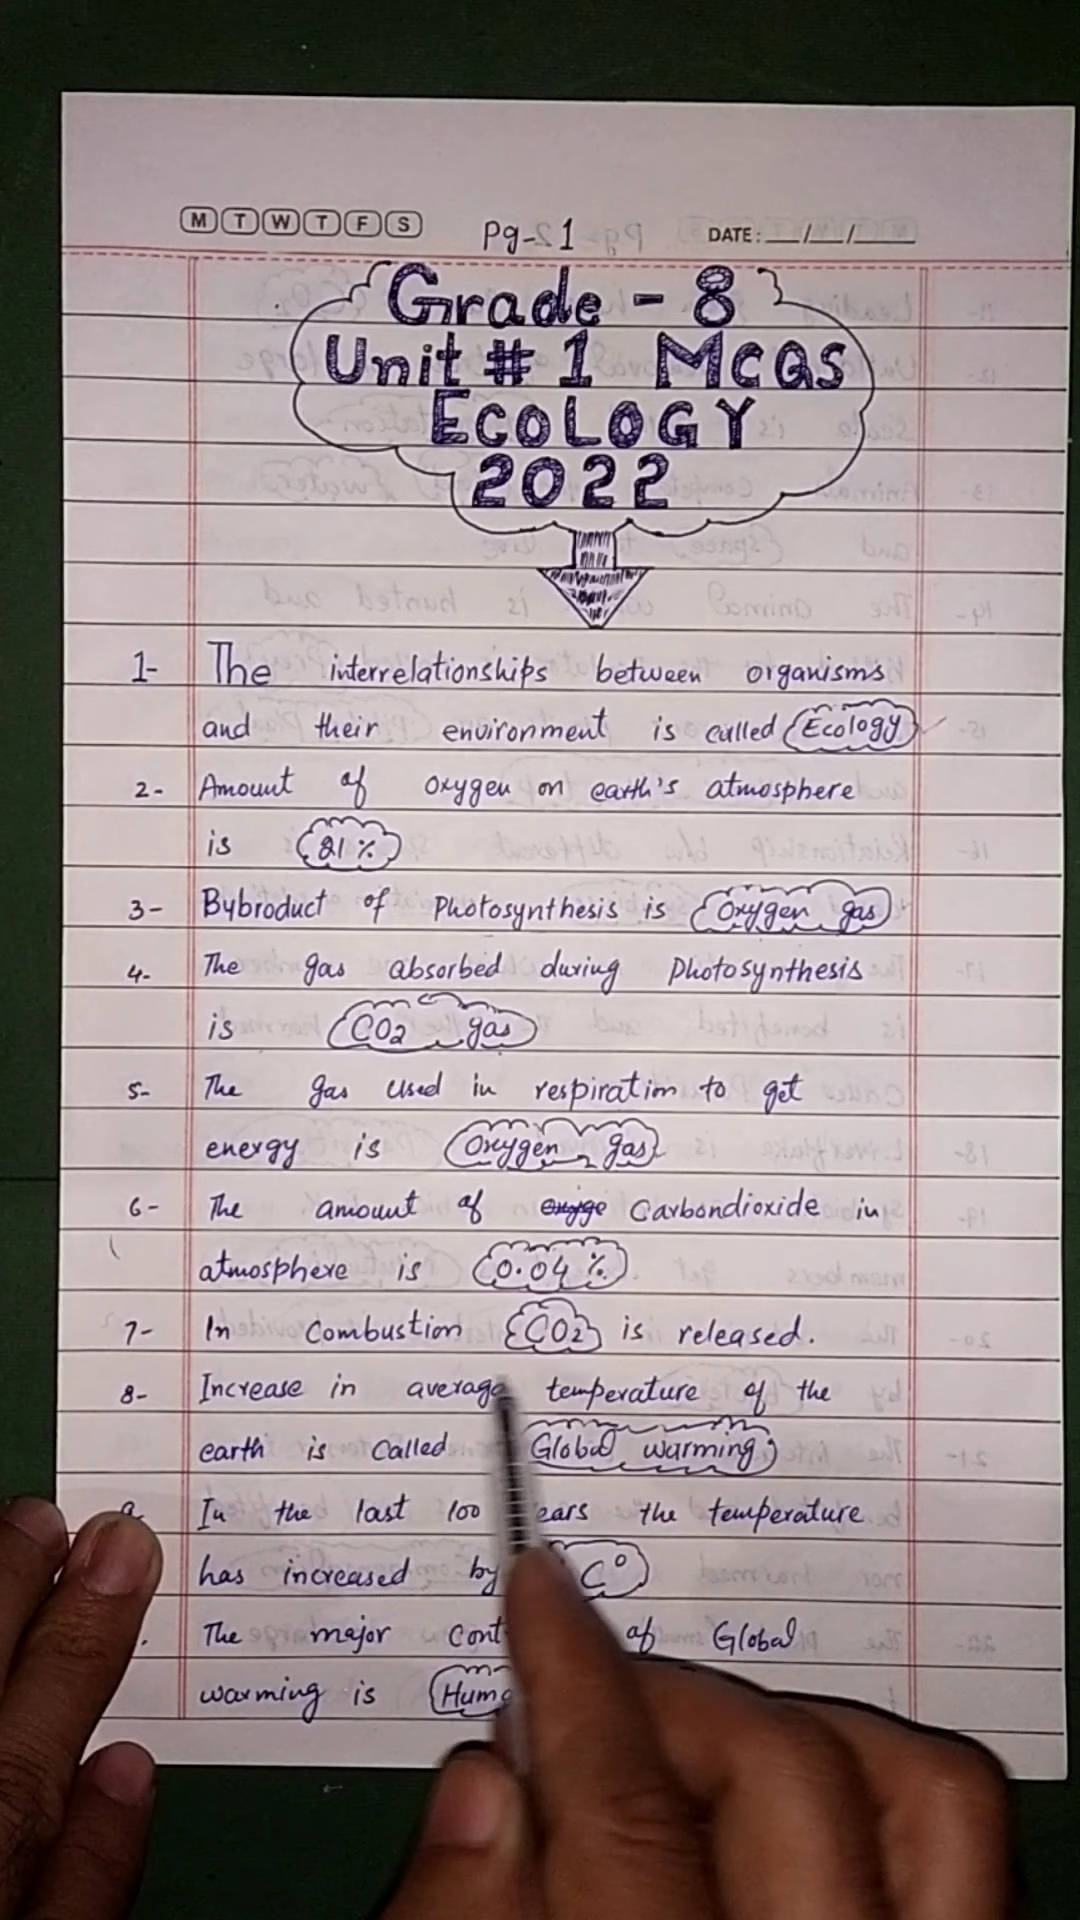 M T W T F S
Pg-1
DATE: __/__/____
Grade - 8
Unit # 1 McQS
ECOLOGY
2022
1- The interrelationships between organisms
and their environment is called Ecology
2- Amount of oxygen on earth's atmosphere
is 21%
3- Bybroduct of Photosynthesis is Oxygen gas
4- The gas absorbed during photosynthesis
is CO2 gas
5- The gas used in respiration to get
energy is Oxygen gas
6- The amount of Carbondioxide in
atmosphere is 0.04 %
7- In Combustion CO2 is released.
8- Increase in average temperature of the
earth is called Global warming
In the last 100 the temperature
has increased by C°
The major of Global
warming is